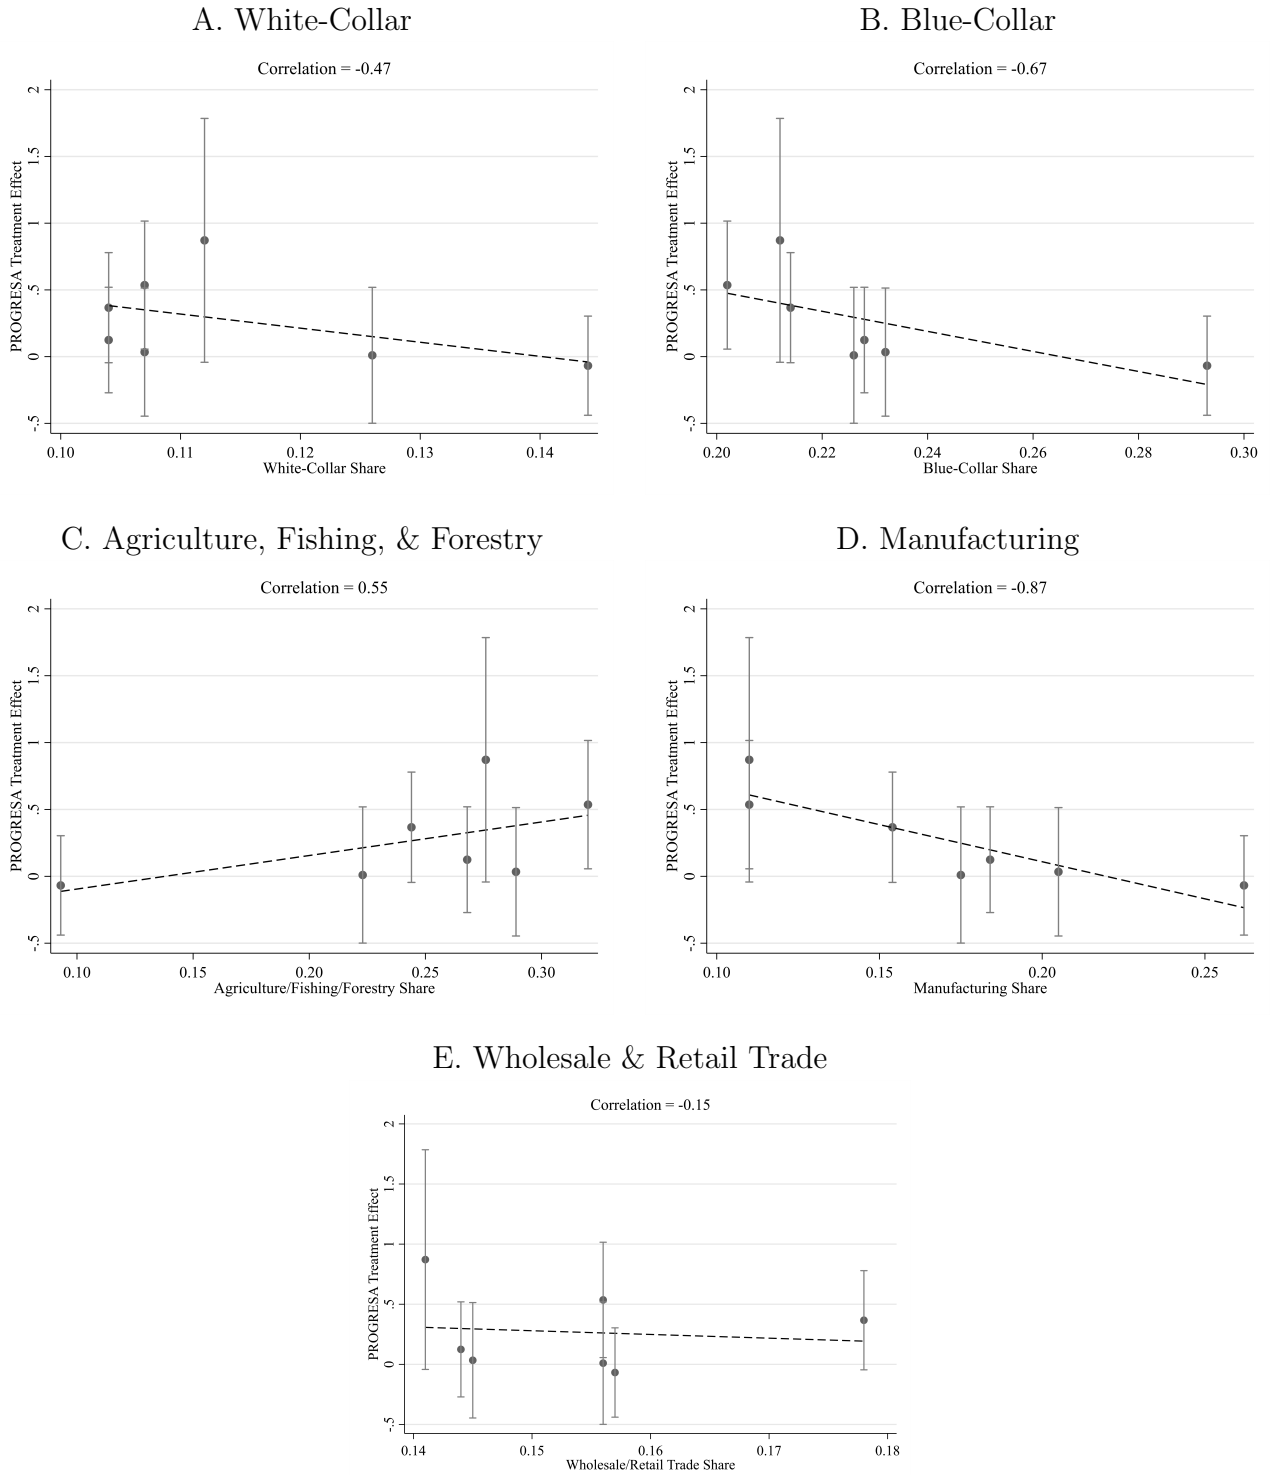 A. White-Collar
Correlation = -0.47
PROGRESA Treatment Effect
2
1.5
1
.5
0
-.5
0.10 0.11 0.12 0.13 0.14
White-Collar Share
B. Blue-Collar
Correlation = -0.67
PROGRESA Treatment Effect
2
1.5
1
.5
0
-.5
0.20 0.22 0.24 0.26 0.28 0.30
Blue-Collar Share
C. Agriculture, Fishing, & Forestry
Correlation = 0.55
PROGRESA Treatment Effect
2
1.5
1
.5
0
-.5
0.10 0.15 0.20 0.25 0.30
Agriculture/Fishing/Forestry Share
D. Manufacturing
Correlation = -0.87
PROGRESA Treatment Effect
2
1.5
1
.5
0
-.5
0.10 0.15 0.20 0.25
Manufacturing Share
E. Wholesale & Retail Trade
Correlation = -0.15
PROGRESA Treatment Effect
2
1.5
1
.5
0
-.5
0.14 0.15 0.16 0.17 0.18
Wholesale/Retail Trade Share